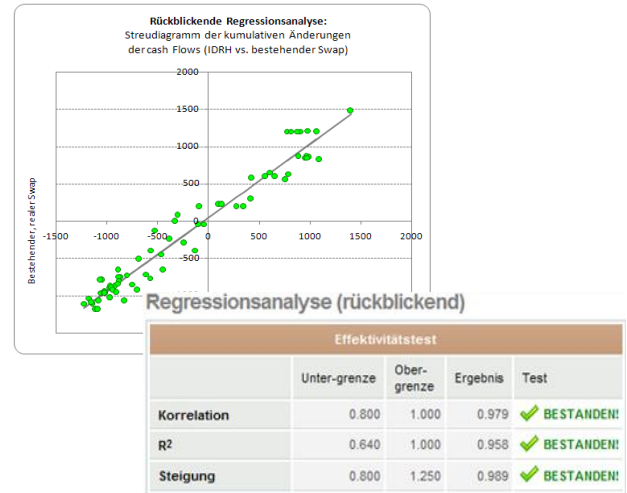 Rückblickende Regressionsanalyse:
Streudiagramm der kumulativen Änderungen
der cash Flows (IDRH vs. bestehender Swap)
2000
1500
1000
500
0
-500
-1500 -1000 -500 0 500 1000 1500 2000
Bestehender, realer Swap
Regressionsanalyse (rückblickend)
Effektivitätstest
Unter-grenze Ober-grenze Ergebnis Test
Korrelation 0.800 1.000 0.979 BESTANDEN!
R² 0.640 1.000 0.958 BESTANDEN!
Steigung 0.800 1.250 0.989 BESTANDEN!